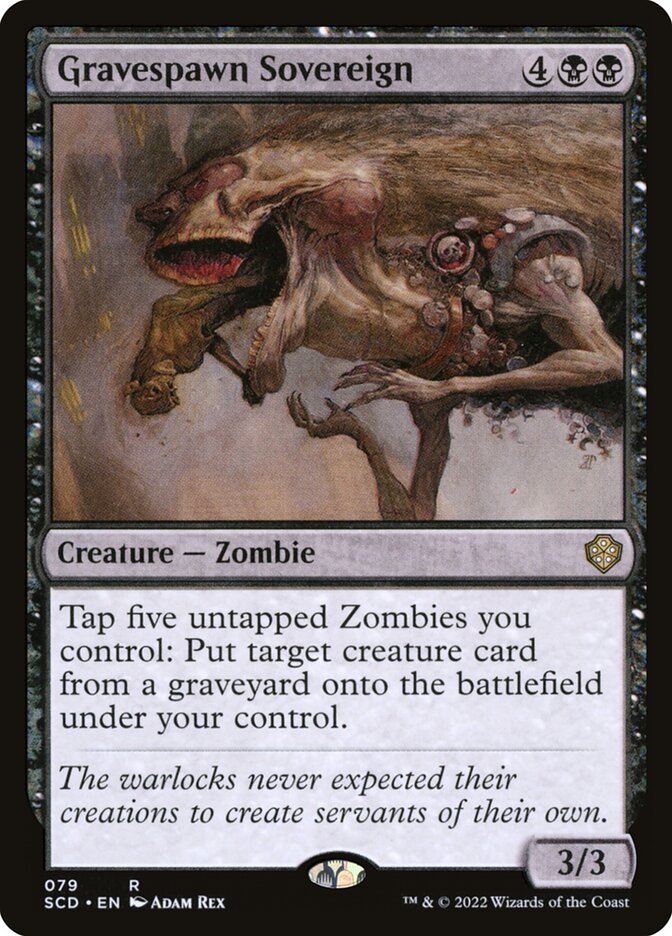 Gravespawn Sovereign 4
Creature — Zombie
Tap five untapped Zombies you
control: Put target creature card
from a graveyard onto the battlefield
under your control.
The warlocks never expected their
creations to create servants of their own.
3/3
079 R
SCD • EN Adam Rex
™ & © 2022 Wizards of the Coast